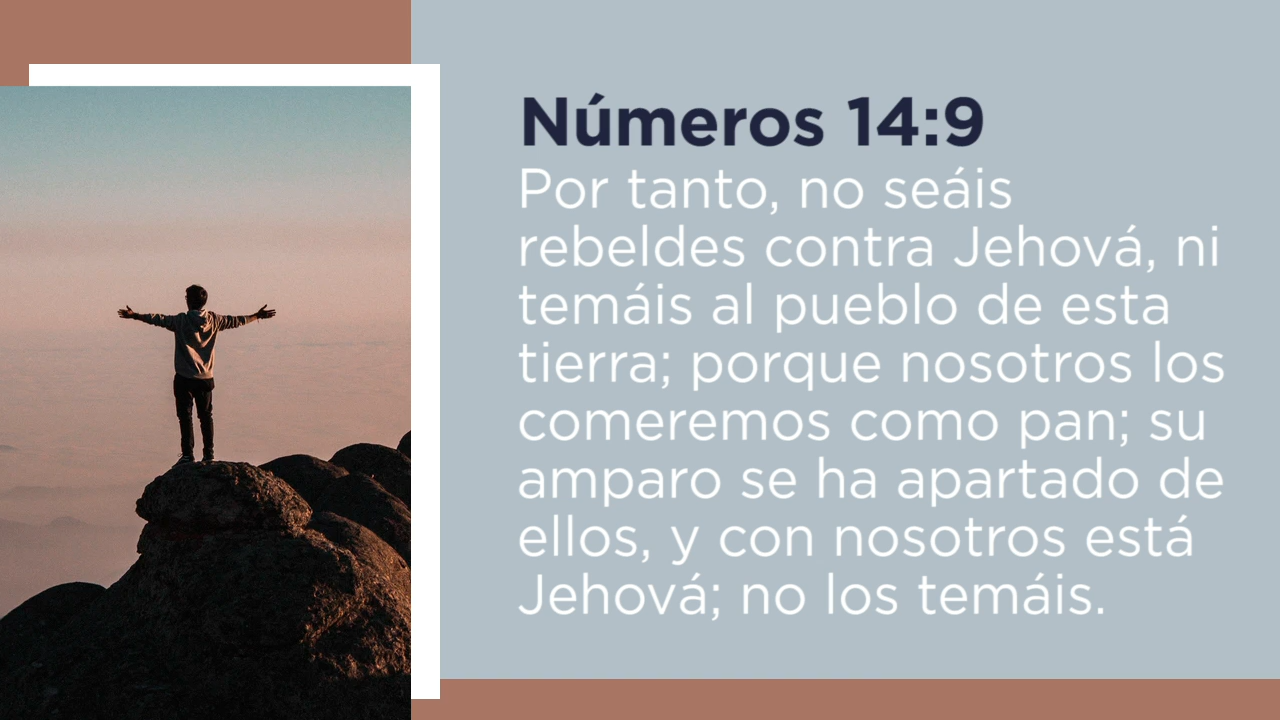 Números 14:9
Por tanto, no seáis
rebeldes contra Jehová, ni
temáis al pueblo de esta
tierra; porque nosotros los
comeremos como pan; su
amparo se ha apartado de
ellos, y con nosotros está
Jehová; no los temáis.